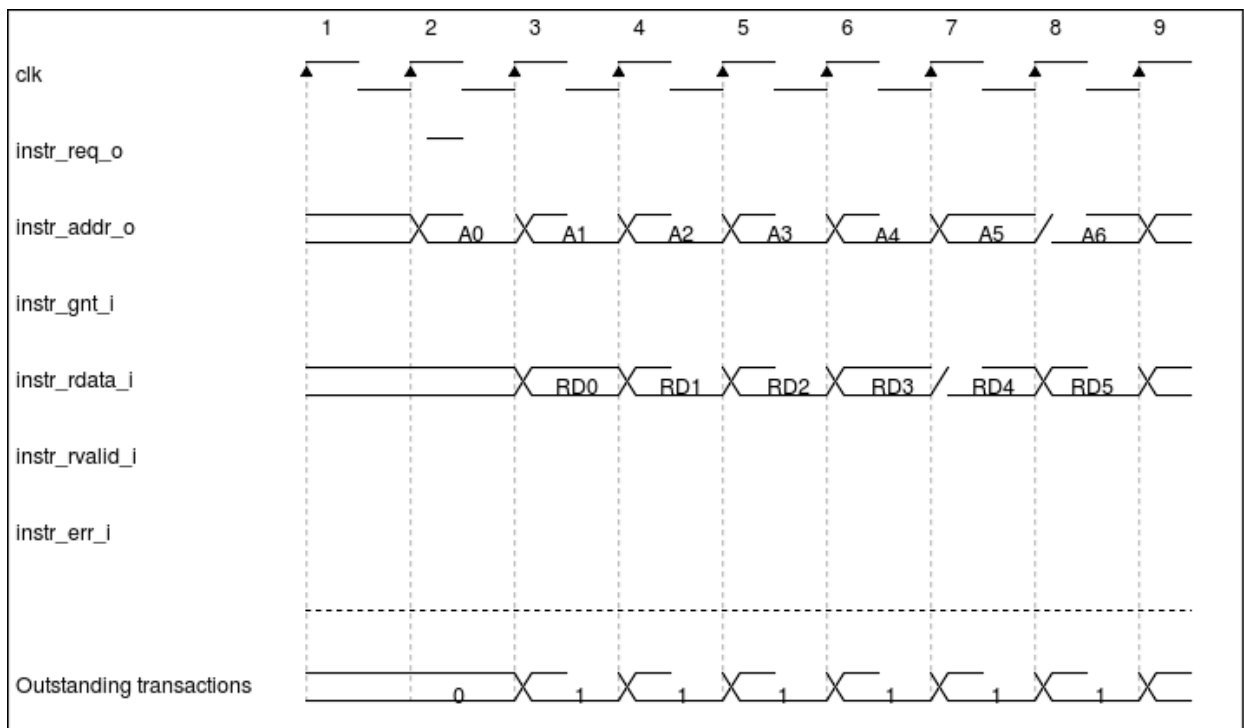 1 2 3 4 5 6 7 8 9
clk
instr_req_o
instr_addr_o A0 A1 A2 A3 A4 A5 A6
instr_gnt_i
instr_rdata_i RD0 RD1 RD2 RD3 RD4 RD5
instr_rvalid_i
instr_err_i
Outstanding transactions 0 1 1 1 1 1 1